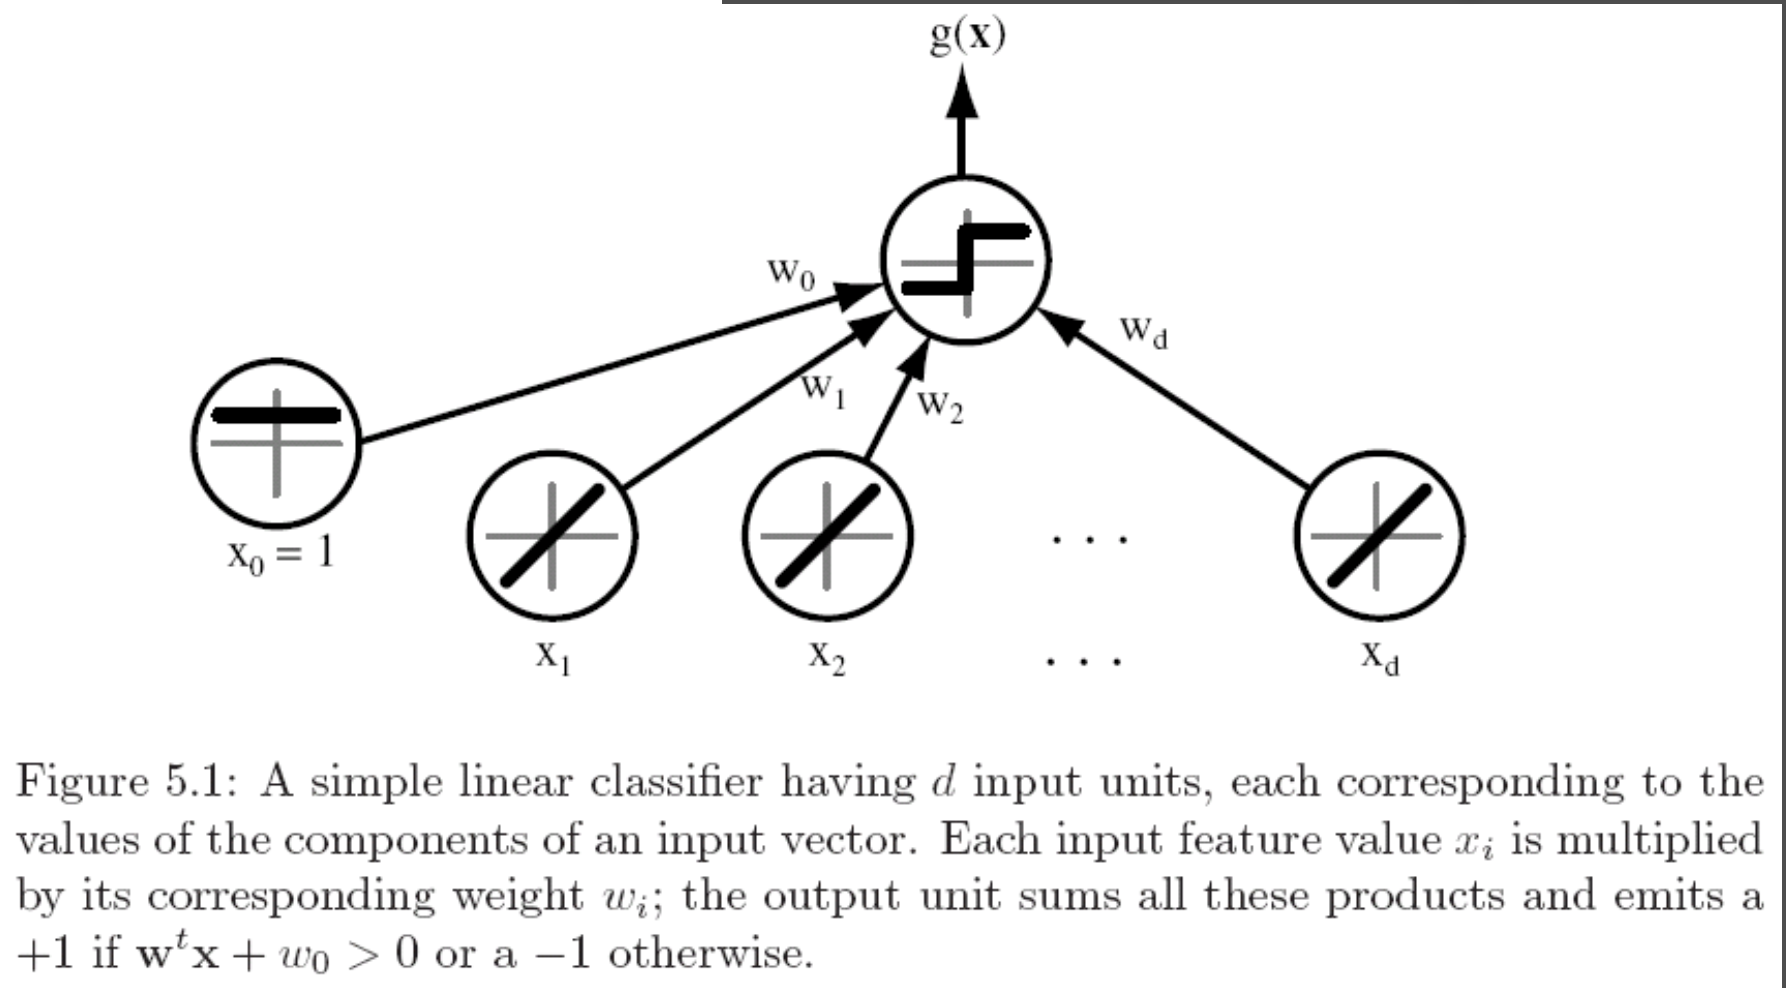 g(x)
w₀
w₁
w₂
w_d
x₀ = 1
x₁
x₂
. . .
x_d
. . .
Figure 5.1: A simple linear classifier having d input units, each corresponding to the
values of the components of an input vector. Each input feature value xᵢ is multiplied
by its corresponding weight wᵢ; the output unit sums all these products and emits a
+1 if wᵗx + w₀ > 0 or a −1 otherwise.